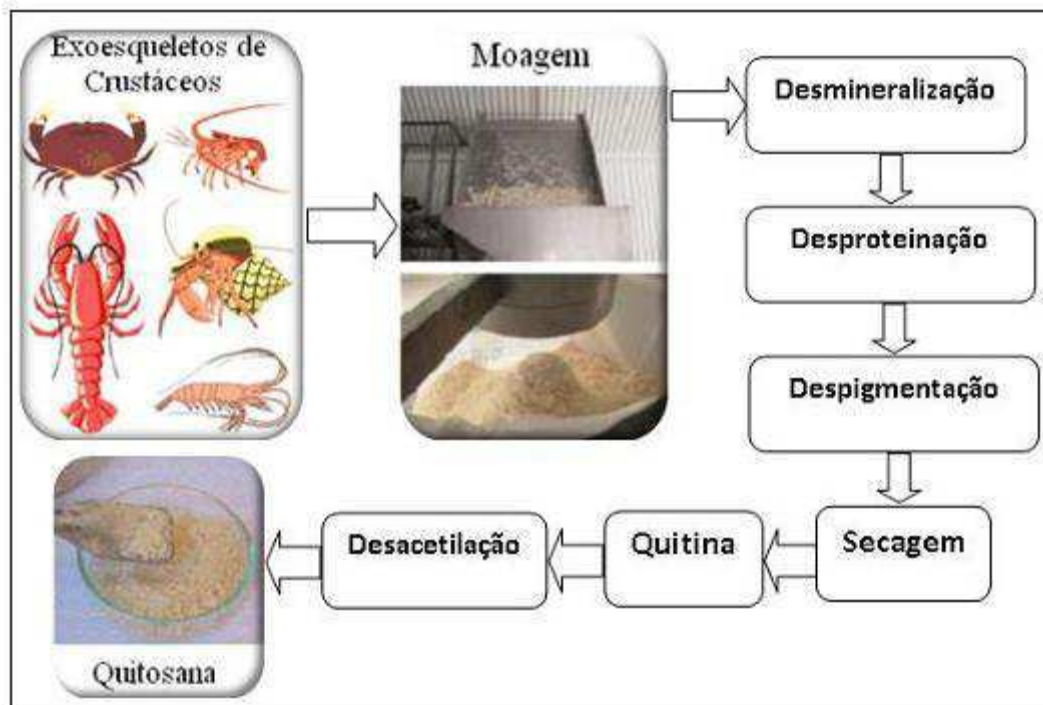 Exoesqueletos de
Crustáceos
Moagem
Desmineralização
Desproteinação
Despigmentação
Secagem
Quitina
Desacetilação
Quitosana